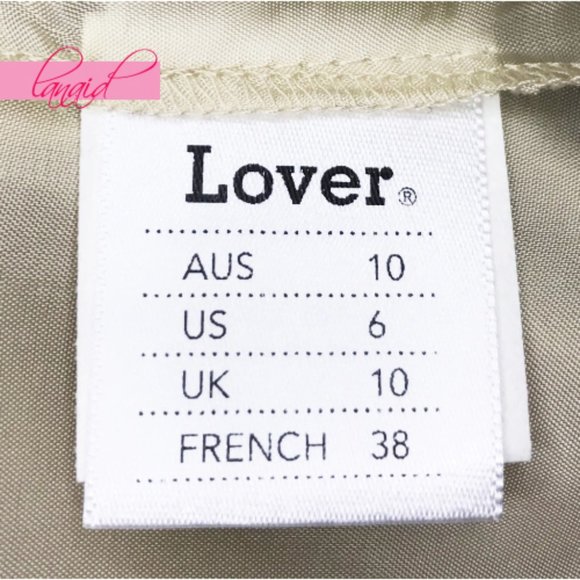 lanaid
Lover®
AUS 10
US 6
UK 10
FRENCH 38